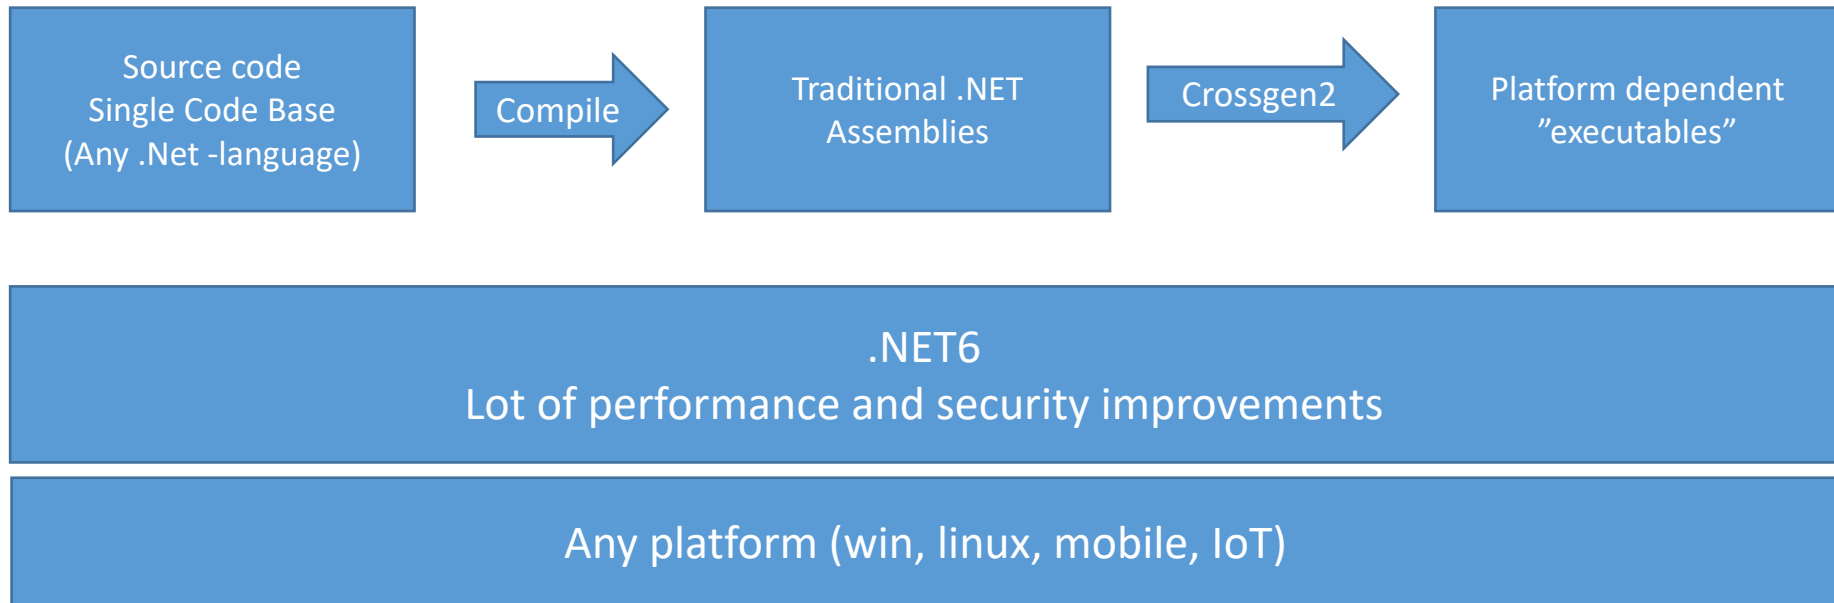 Source code
Single Code Base
(Any .Net -language)
Compile
Traditional .NET
Assemblies
Crossgen2
Platform dependent
”executables”
.NET6
Lot of performance and security improvements
Any platform (win, linux, mobile, IoT)